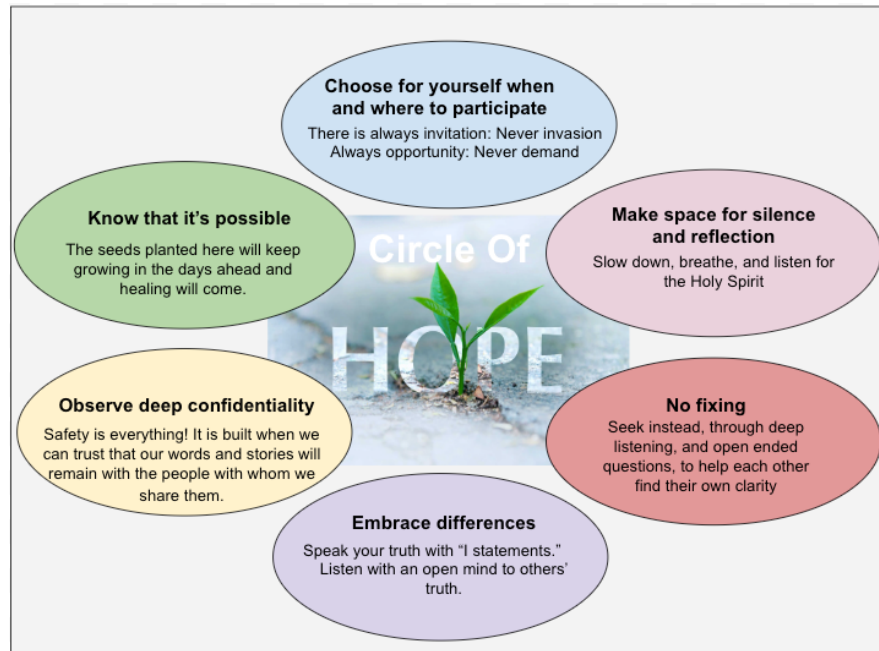 Choose for yourself when
and where to participate
There is always invitation: Never invasion
Always opportunity: Never demand
Know that it's possible
The seeds planted here will keep
growing in the days ahead and
healing will come.
Make space for silence
and reflection
Slow down, breathe, and listen for
the Holy Spirit
Circle Of
HOPE
Observe deep confidentiality
Safety is everything! It is built when we
can trust that our words and stories will
remain with the people with whom we
share them.
No fixing
Seek instead, through deep
listening, and open ended
questions, to help each other
find their own clarity
Embrace differences
Speak your truth with “I statements.”
Listen with an open mind to others’
truth.